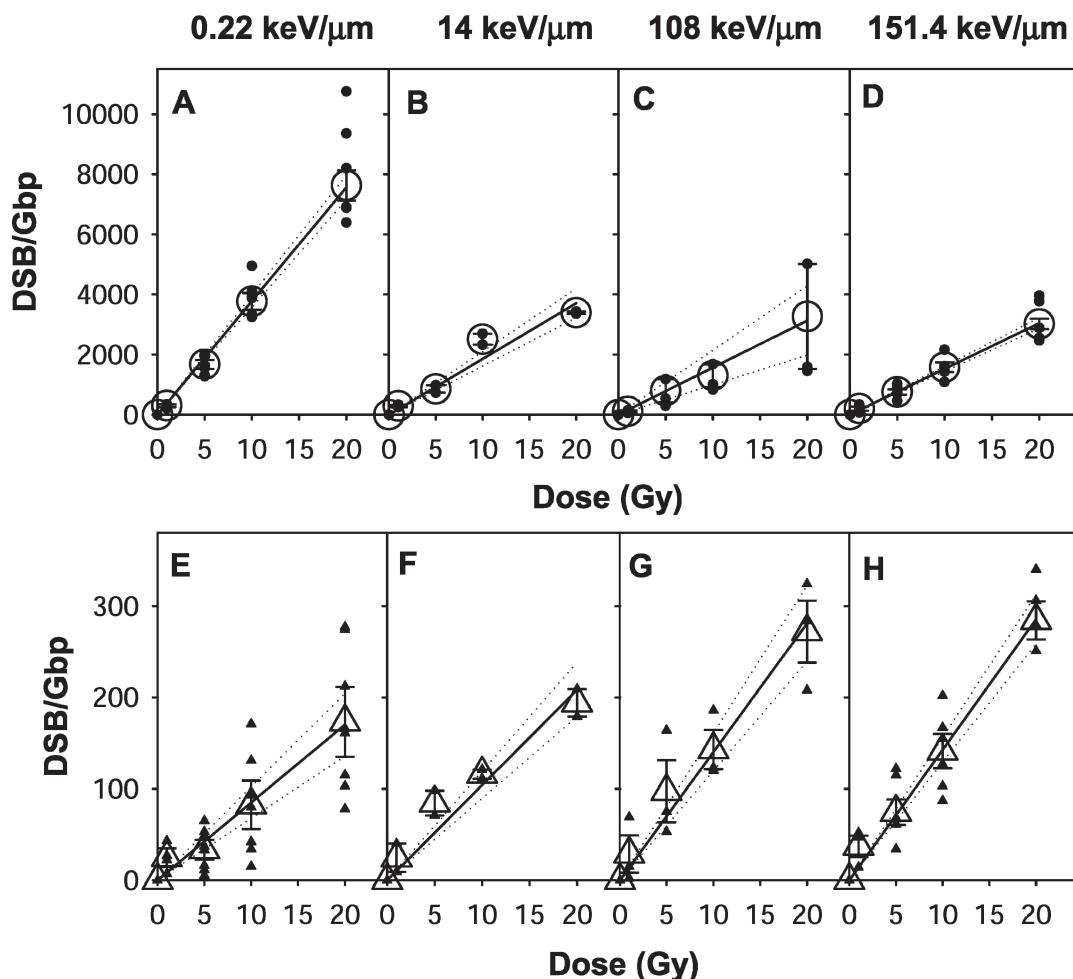 0.22 keV/μm 14 keV/μm 108 keV/μm 151.4 keV/μm
A B C D
DSB/Gbp
10000
8000
6000
4000
2000
0
0 5 10 15 20 0 5 10 15 20 0 5 10 15 20 0 5 10 15 20
Dose (Gy)
E F G H
DSB/Gbp
300
200
100
0
0 5 10 15 20 0 5 10 15 20 0 5 10 15 20 0 5 10 15 20
Dose (Gy)